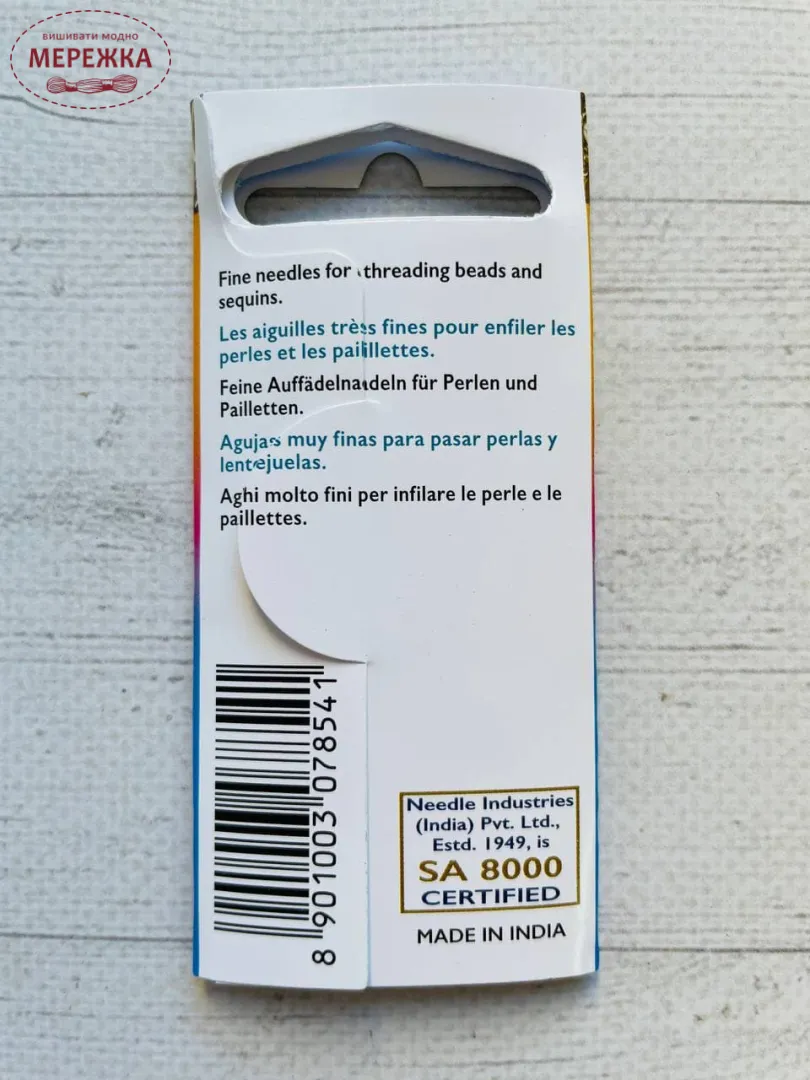 вишивати модно
МЕРЕЖКА
Fine needles for threading beads and
sequins.
Les aiguilles très fines pour enfiler les
perles et les paillettes.
Feine Auffädelnadeln für Perlen und
Pailletten.
Agujas muy finas para pasar perlas y
lentejuelas.
Aghi molto fini per infilare le perle e le
paillettes.
8 901003 078541
Needle Industries
(India) Pvt. Ltd.,
Estd. 1949, is
SA 8000
CERTIFIED
MADE IN INDIA